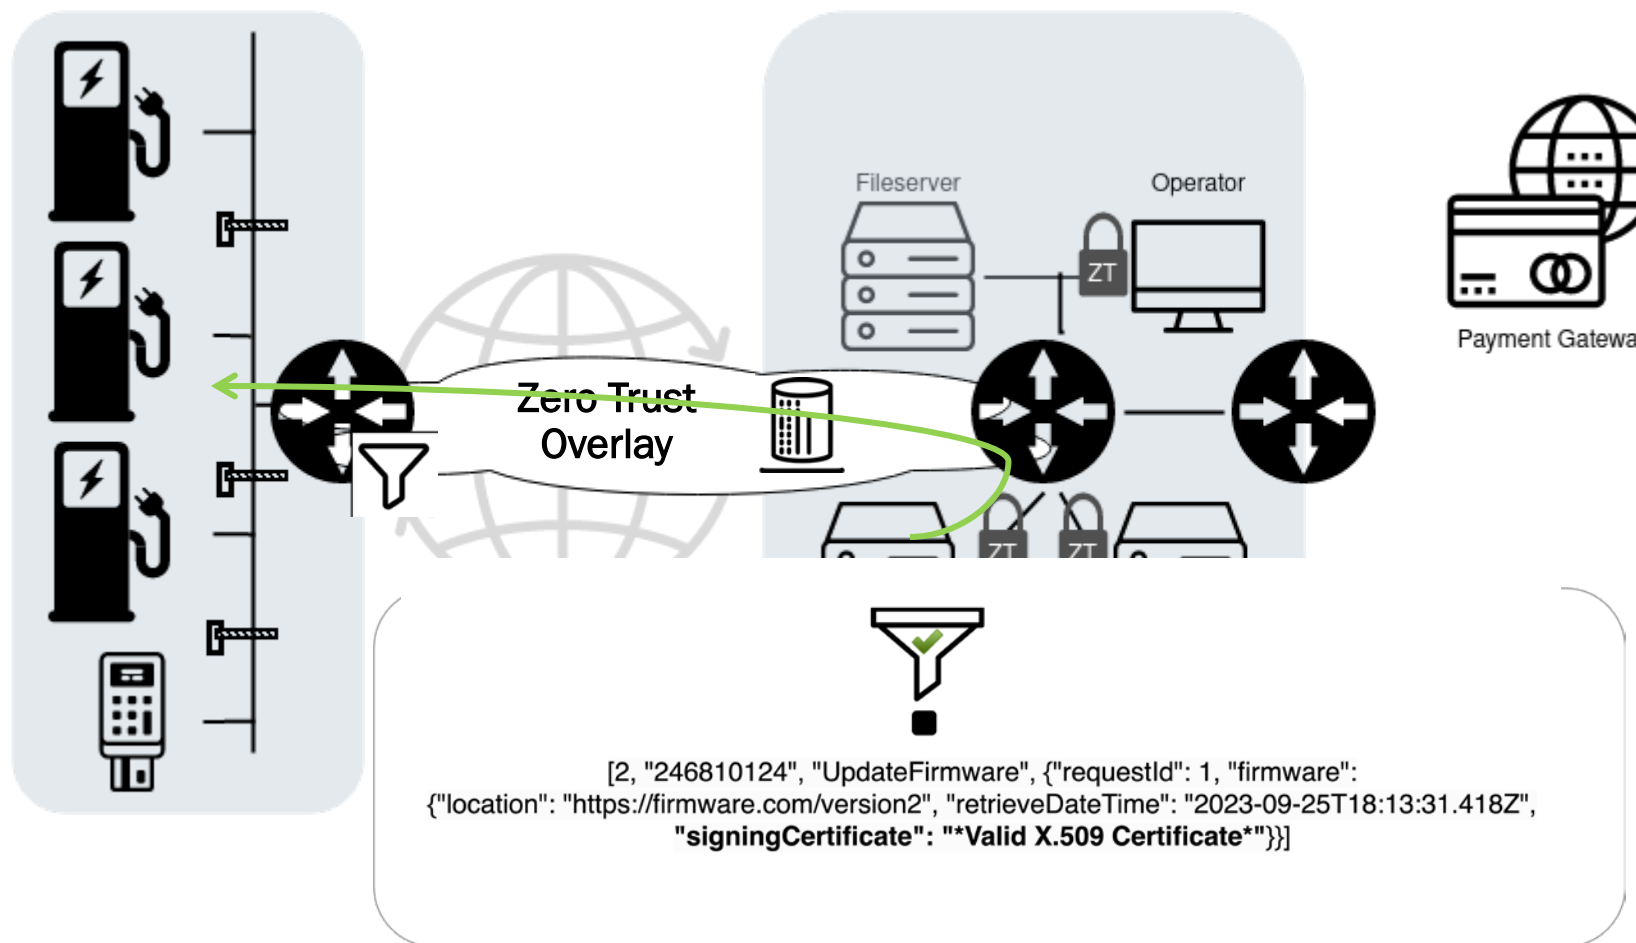 Fileserver
Operator
ZT
Payment Gatewa
Zero Trust
Overlay
ZT
ZT
[2, "246810124", "UpdateFirmware", {"requestId": 1, "firmware":
{"location": "https://firmware.com/version2", "retrieveDateTime": "2023-09-25T18:13:31.418Z",
"signingCertificate": "*Valid X.509 Certificate*"}}]